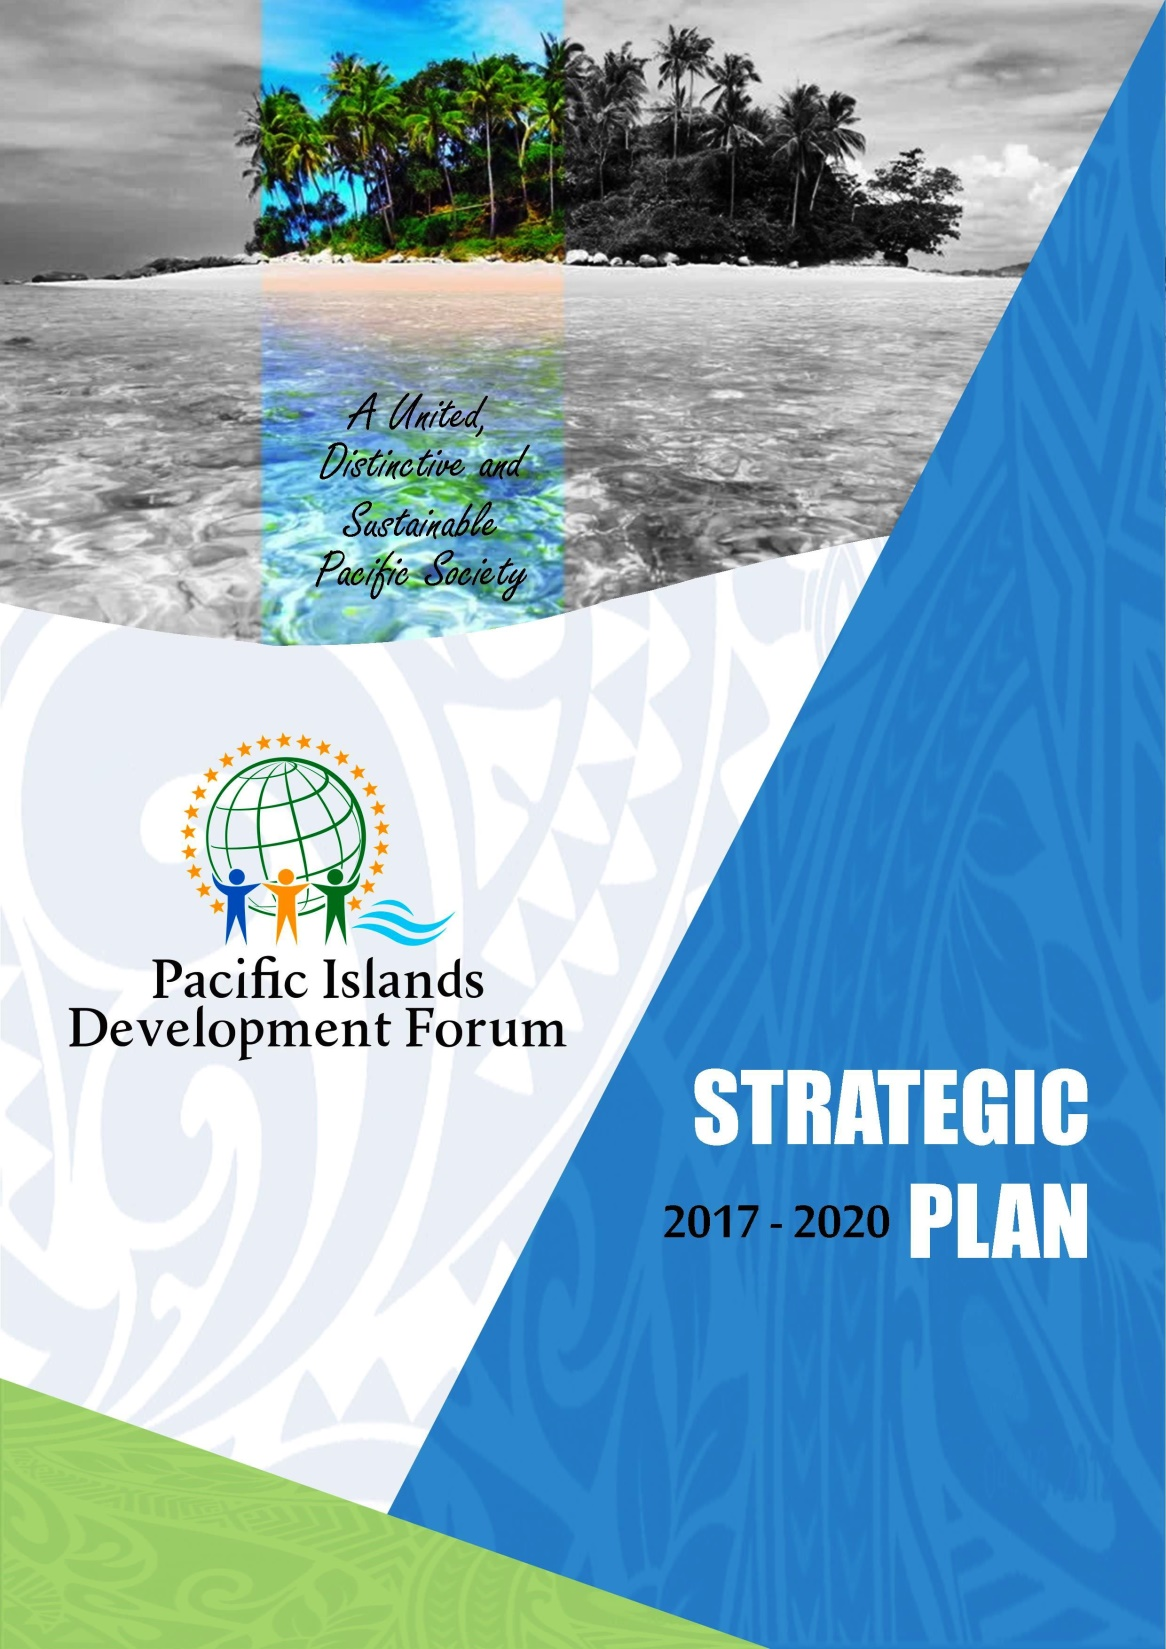 A United,
Distinctive and
Sustainable
Pacific Society
Pacific Islands
Development Forum
STRATEGIC
2017 - 2020 PLAN